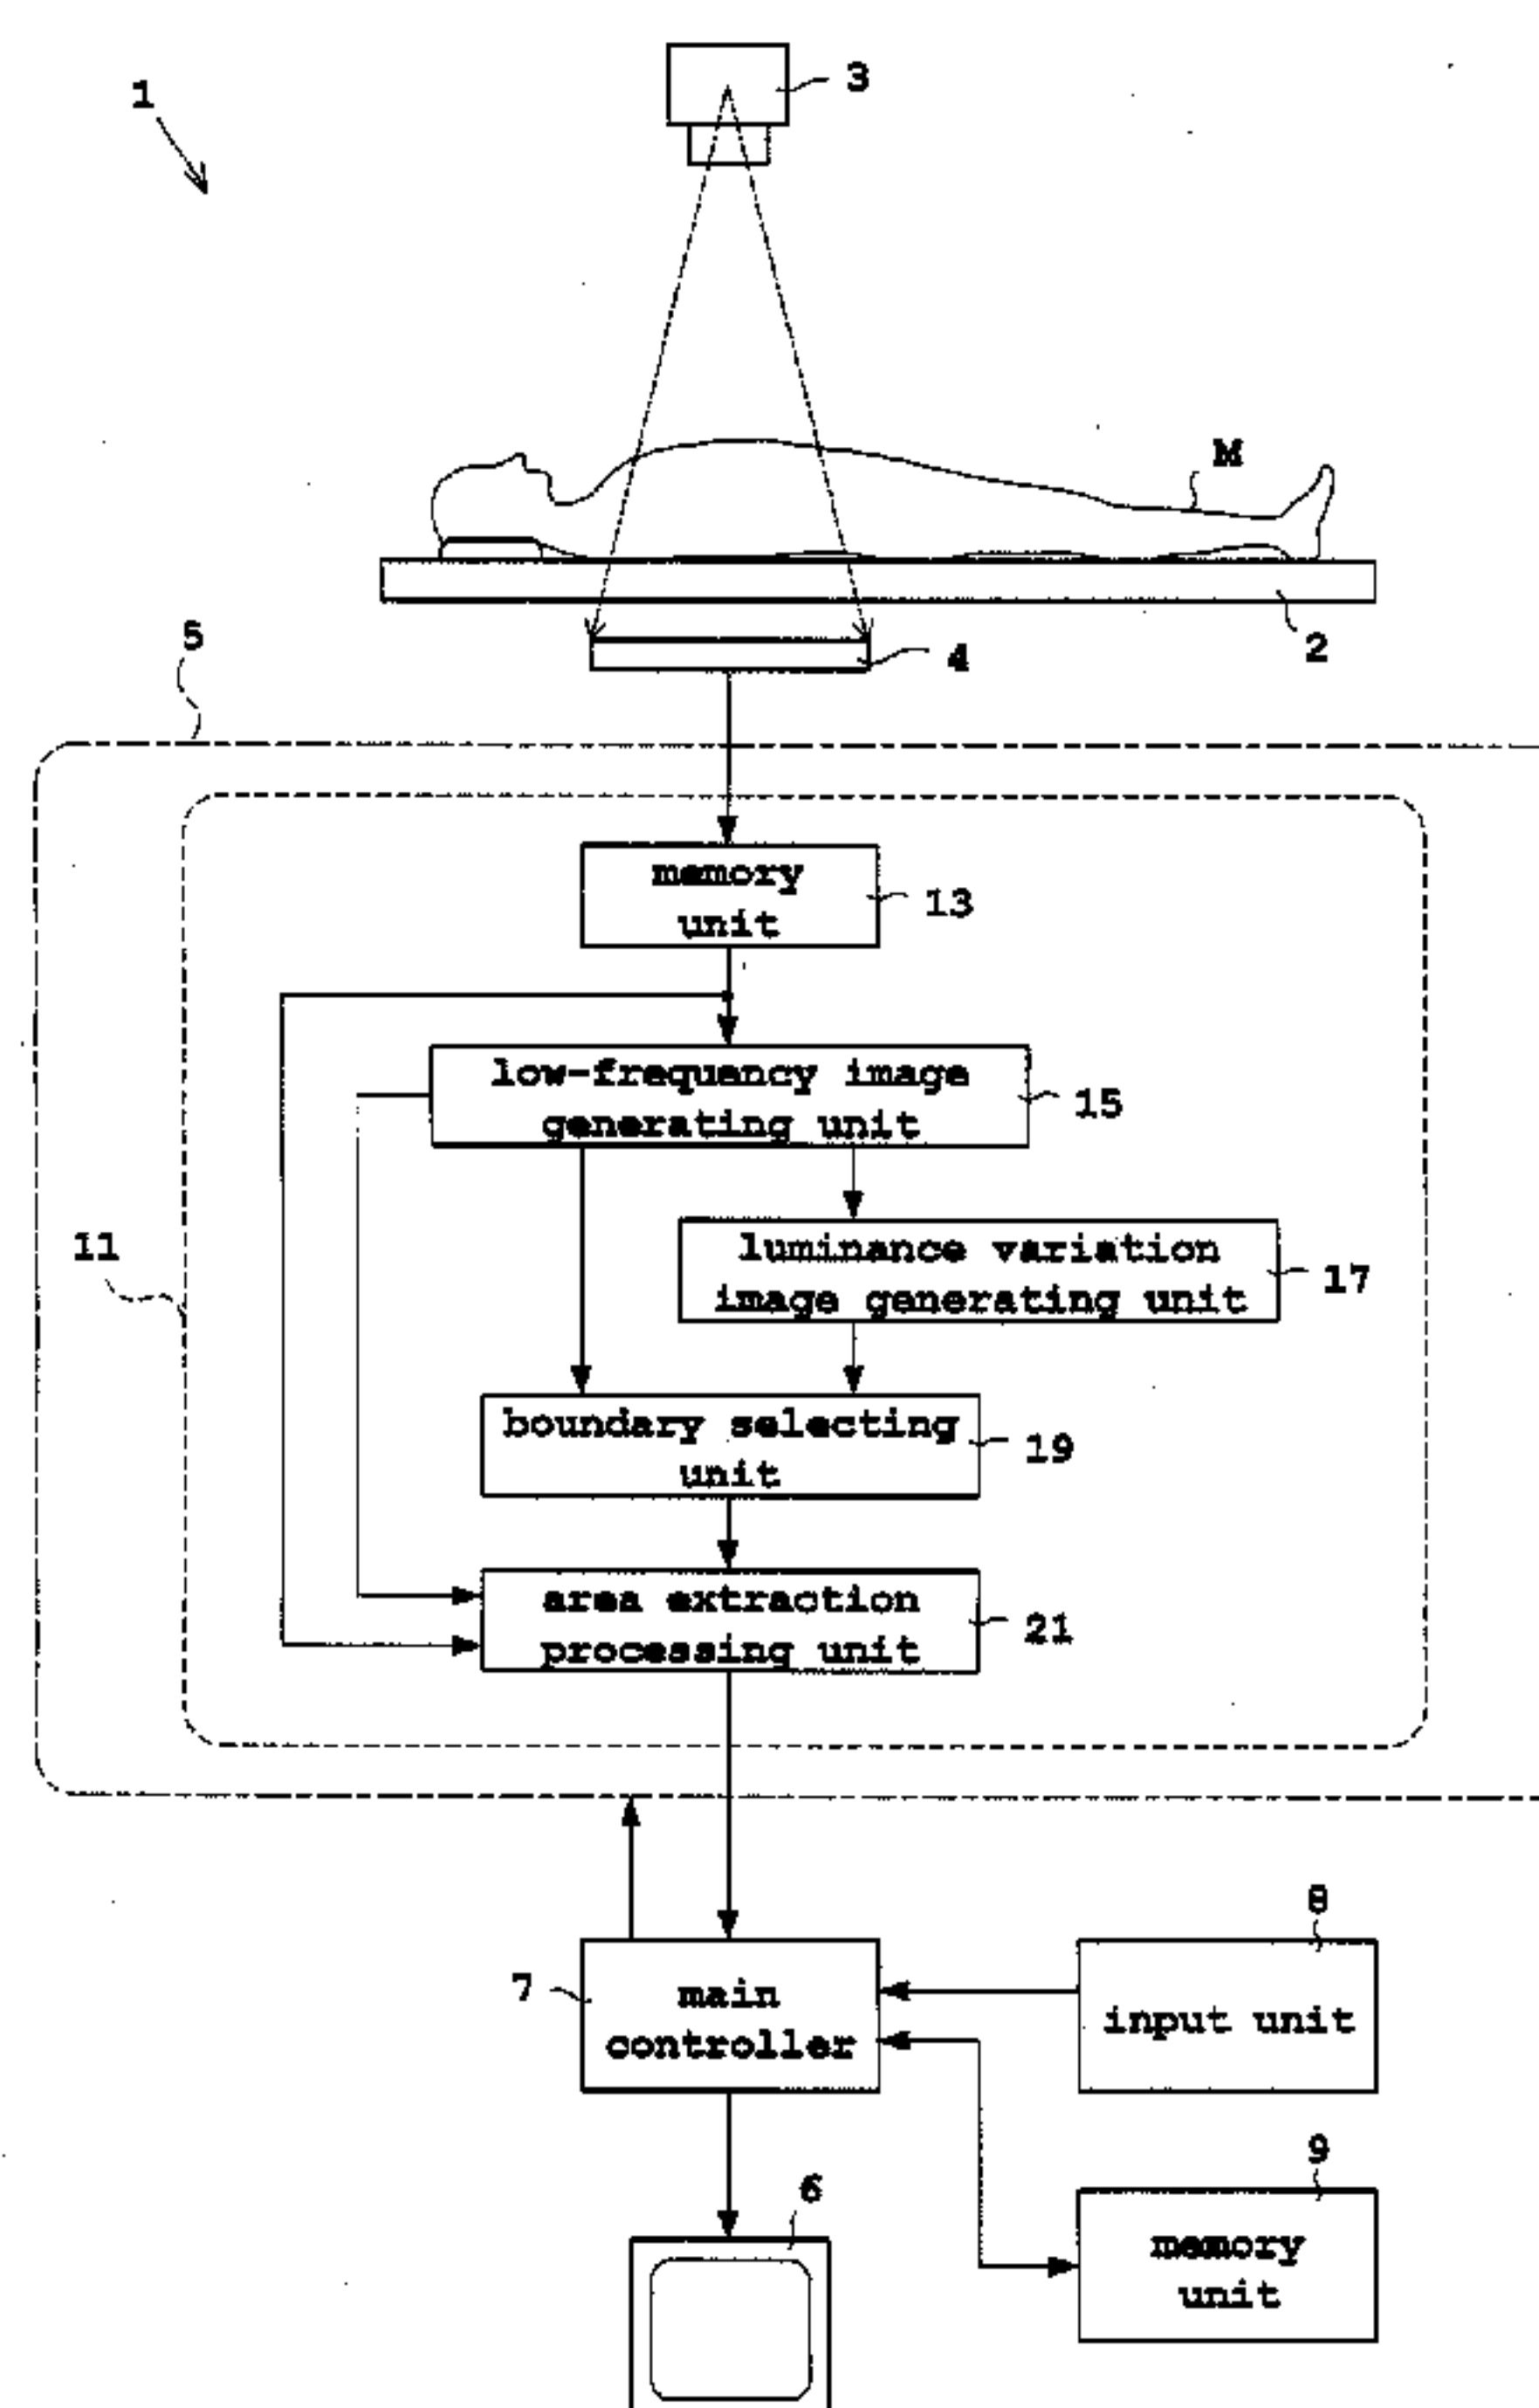 1
3
M
2
4
5
memory
unit
13
low-frequency image
generating unit
15
11
luminance variation
image generating unit
17
boundary selecting
unit
19
area extraction
processing unit
21
8
7
main
controller
input unit
9
6
memory
unit